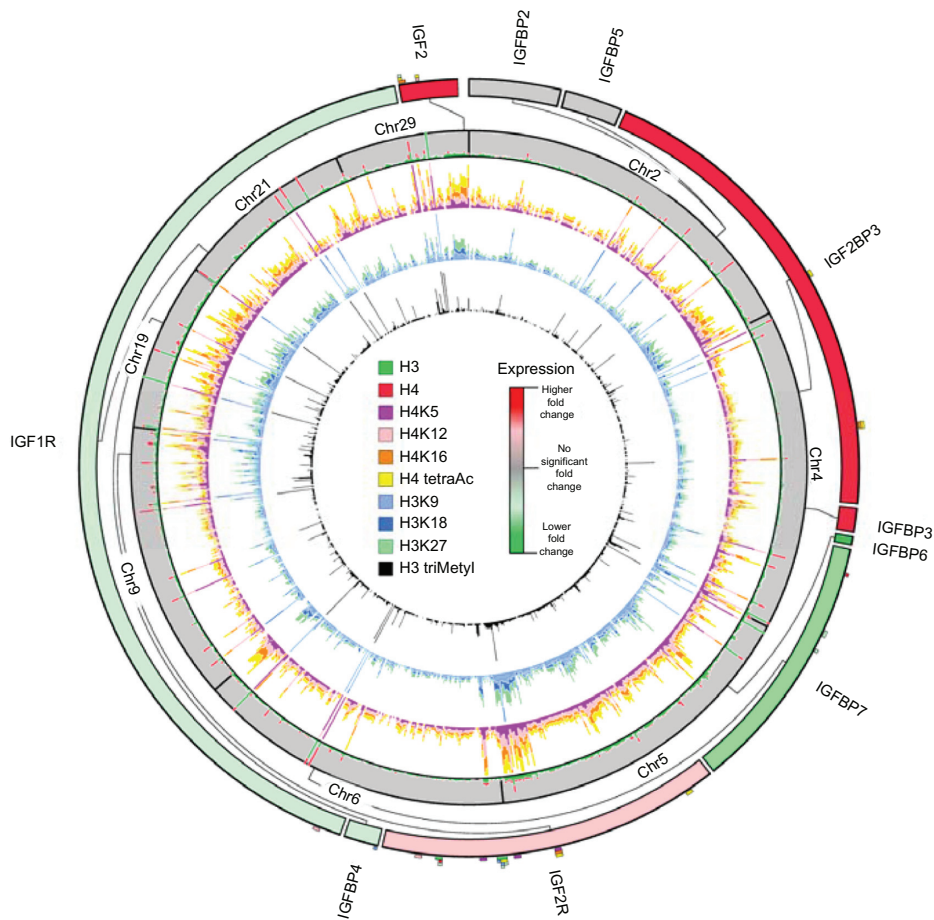 IGF2
IGFBP2
IGFBP5
Chr29
Chr2
Chr21
IGF2BP3
Chr19
H3
H4
H4K5
H4K12
H4K16
H4 tetraAc
H3K9
H3K18
H3K27
H3 triMetyl
Expression
Higher
fold
change
No
significant
fold
change
Lower
fold
change
IGF1R
Chr4
IGFBP3
IGFBP6
Chr9
IGFBP7
Chr5
Chr6
IGFBP4
IGF2R